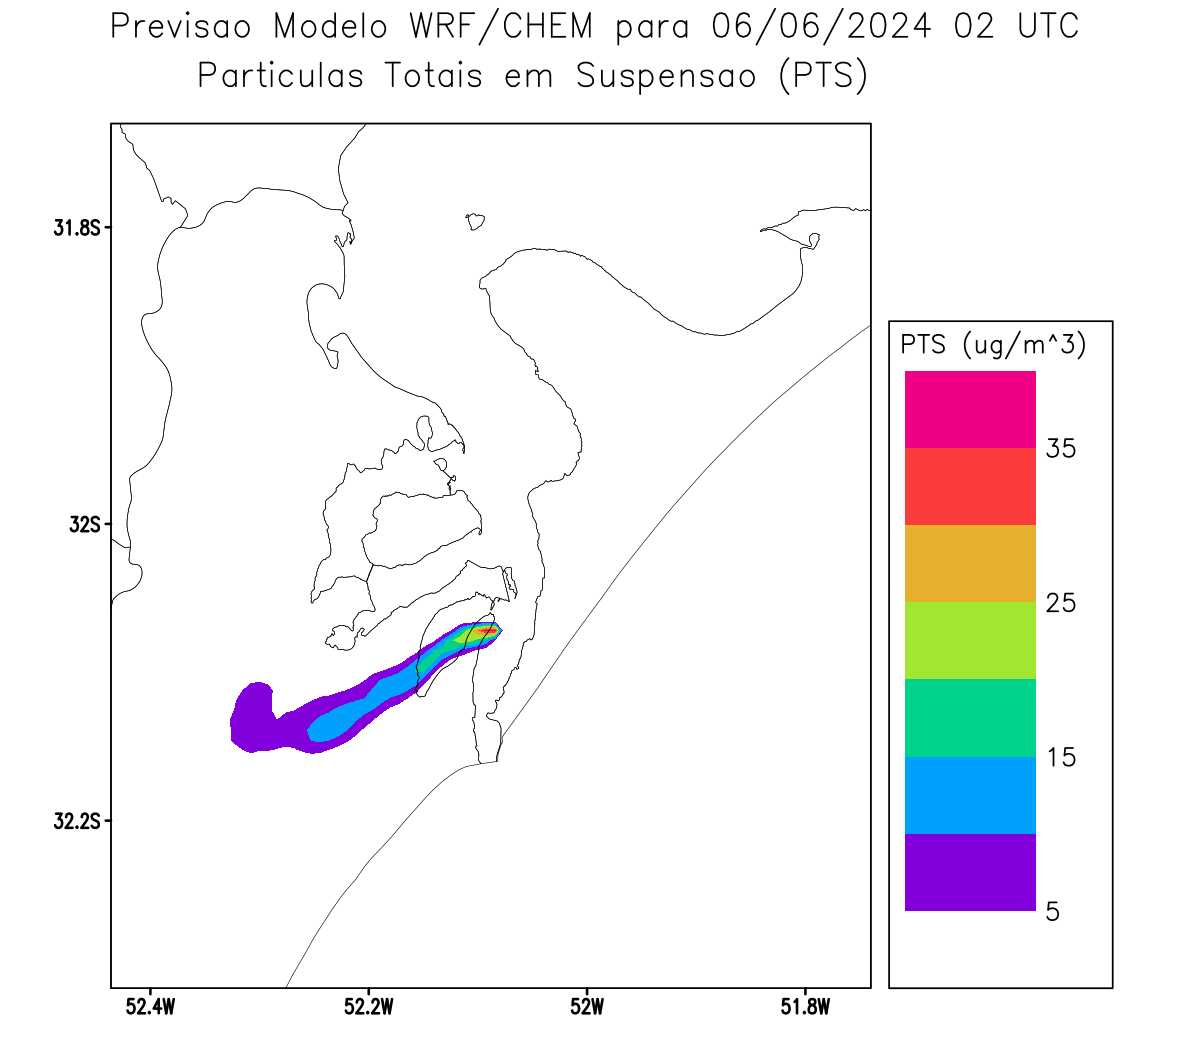 Previsao Modelo WRF/CHEM para 06/06/2024 02 UTC
Particulas Totais em Suspensao (PTS)
31.8S
32S
32.2S
52.4W
52.2W
52W
51.8W
PTS (ug/m^3)
35
25
15
5